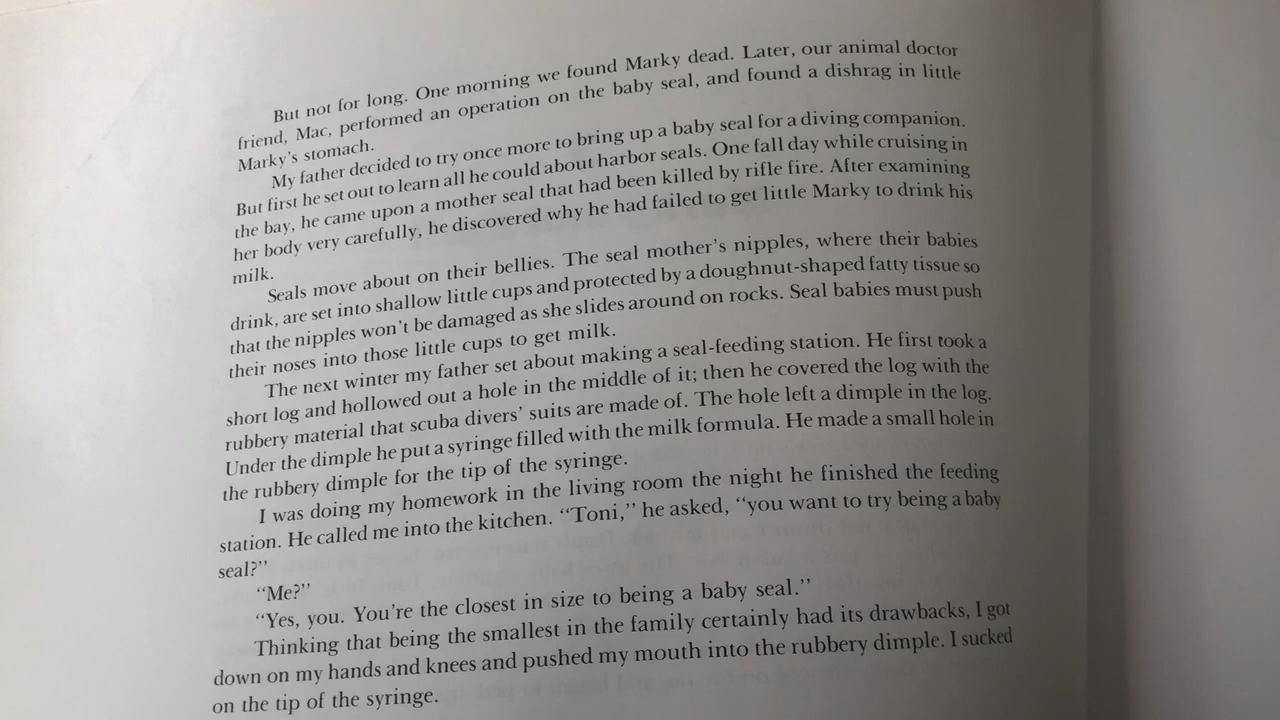 But not for long. One morning we found Marky dead. Later, our animal doctor
friend, Mac, performed an operation on the baby seal, and found a dishrag in little
Marky's stomach.
My father decided to try once more to bring up a baby seal for a diving companion.
But first he set out to learn all he could about harbor seals. One fall day while cruising in
the bay, he came upon a mother seal that had been killed by rifle fire. After examining
her body very carefully, he discovered why he had failed to get little Marky to drink his
milk.
Seals move about on their bellies. The seal mother's nipples, where their babies
drink, are set into shallow little cups and protected by a doughnut-shaped fatty tissue so
that the nipples won't be damaged as she slides around on rocks. Seal babies must push
their noses into those little cups to get milk.
The next winter my father set about making a seal-feeding station. He first took a
short log and hollowed out a hole in the middle of it; then he covered the log with the
rubbery material that scuba divers' suits are made of. The hole left a dimple in the log.
Under the dimple he put a syringe filled with the milk formula. He made a small hole in
the rubbery dimple for the tip of the syringe.
I was doing my homework in the living room the night he finished the feeding
station. He called me into the kitchen. "Toni," he asked, "you want to try being a baby
seal?"
"Me?"
"Yes, you. You're the closest in size to being a baby seal."
Thinking that being the smallest in the family certainly had its drawbacks, I got
down on my hands and knees and pushed my mouth into the rubbery dimple. I sucked
on the tip of the syringe.